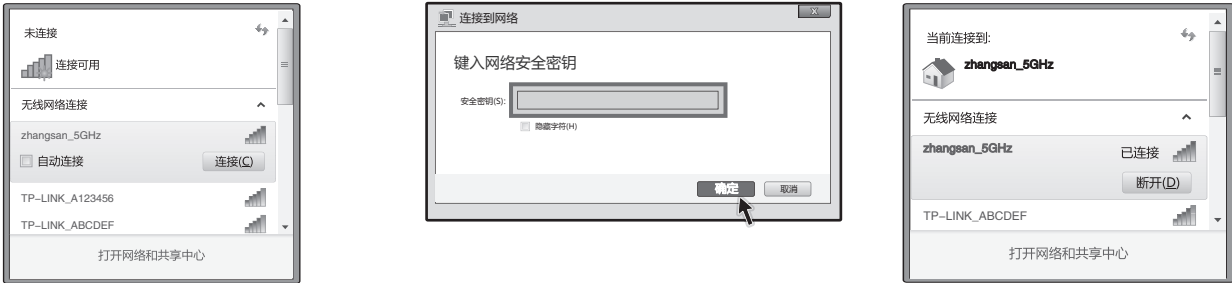 未连接
连接可用
无线网络连接
zhangsan_5GHz
自动连接
连接(C)
TP-LINK_A123456
TP-LINK_ABCDEF
打开网络和共享中心
连接到网络
键入网络安全密钥
安全密钥(S):
隐藏字符(H)
确定
取消
当前连接到:
zhangsan_5GHz
无线网络连接
zhangsan_5GHz 已连接
断开(D)
TP-LINK_ABCDEF
打开网络和共享中心